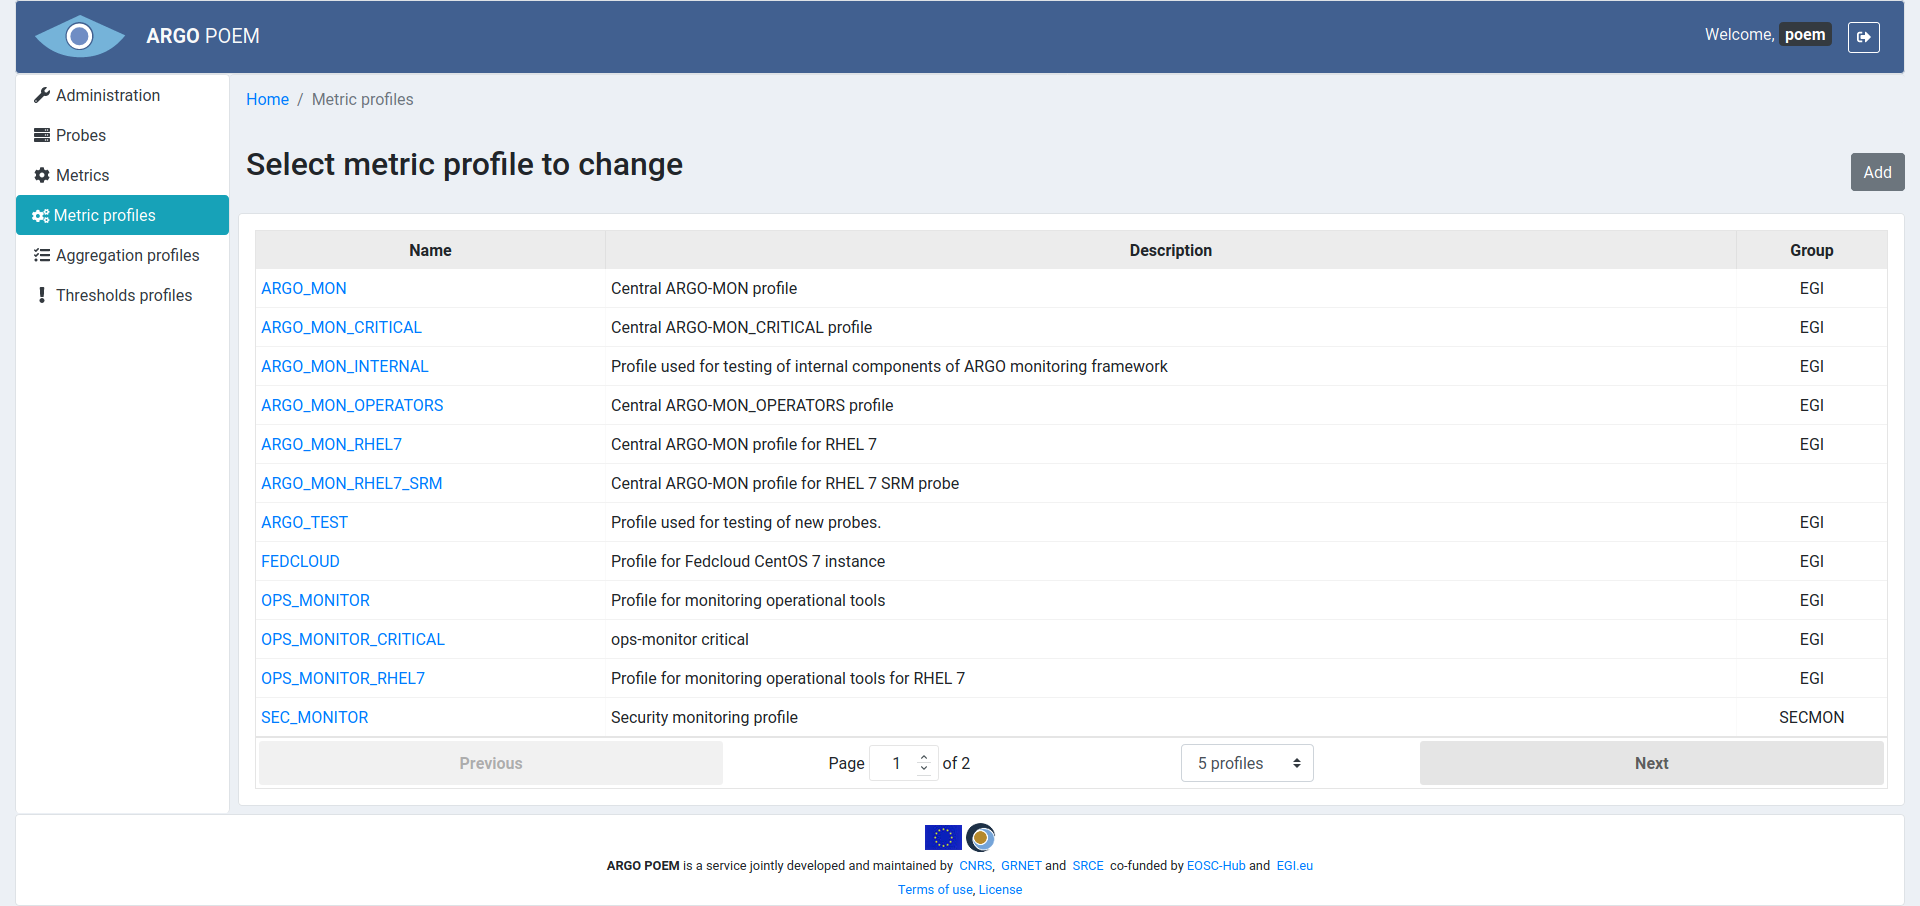 ARGO POEM
Welcome, poem
Administration
Probes
Metrics
Metric profiles
Aggregation profiles
Thresholds profiles
Home / Metric profiles
Select metric profile to change
Add
Name Description Group
ARGO_MON Central ARGO-MON profile EGI
ARGO_MON_CRITICAL Central ARGO-MON_CRITICAL profile EGI
ARGO_MON_INTERNAL Profile used for testing of internal components of ARGO monitoring framework EGI
ARGO_MON_OPERATORS Central ARGO-MON_OPERATORS profile EGI
ARGO_MON_RHEL7 Central ARGO-MON profile for RHEL 7 EGI
ARGO_MON_RHEL7_SRM Central ARGO-MON profile for RHEL 7 SRM probe
ARGO_TEST Profile used for testing of new probes. EGI
FEDCLOUD Profile for Fedcloud CentOS 7 instance EGI
OPS_MONITOR Profile for monitoring operational tools EGI
OPS_MONITOR_CRITICAL ops-monitor critical EGI
OPS_MONITOR_RHEL7 Profile for monitoring operational tools for RHEL 7 EGI
SEC_MONITOR Security monitoring profile SECMON
Previous Page 1 of 2 5 profiles Next
ARGO POEM is a service jointly developed and maintained by CNRS, GRNET and SRCE co-funded by EOSC-Hub and EGI.eu
Terms of use, License